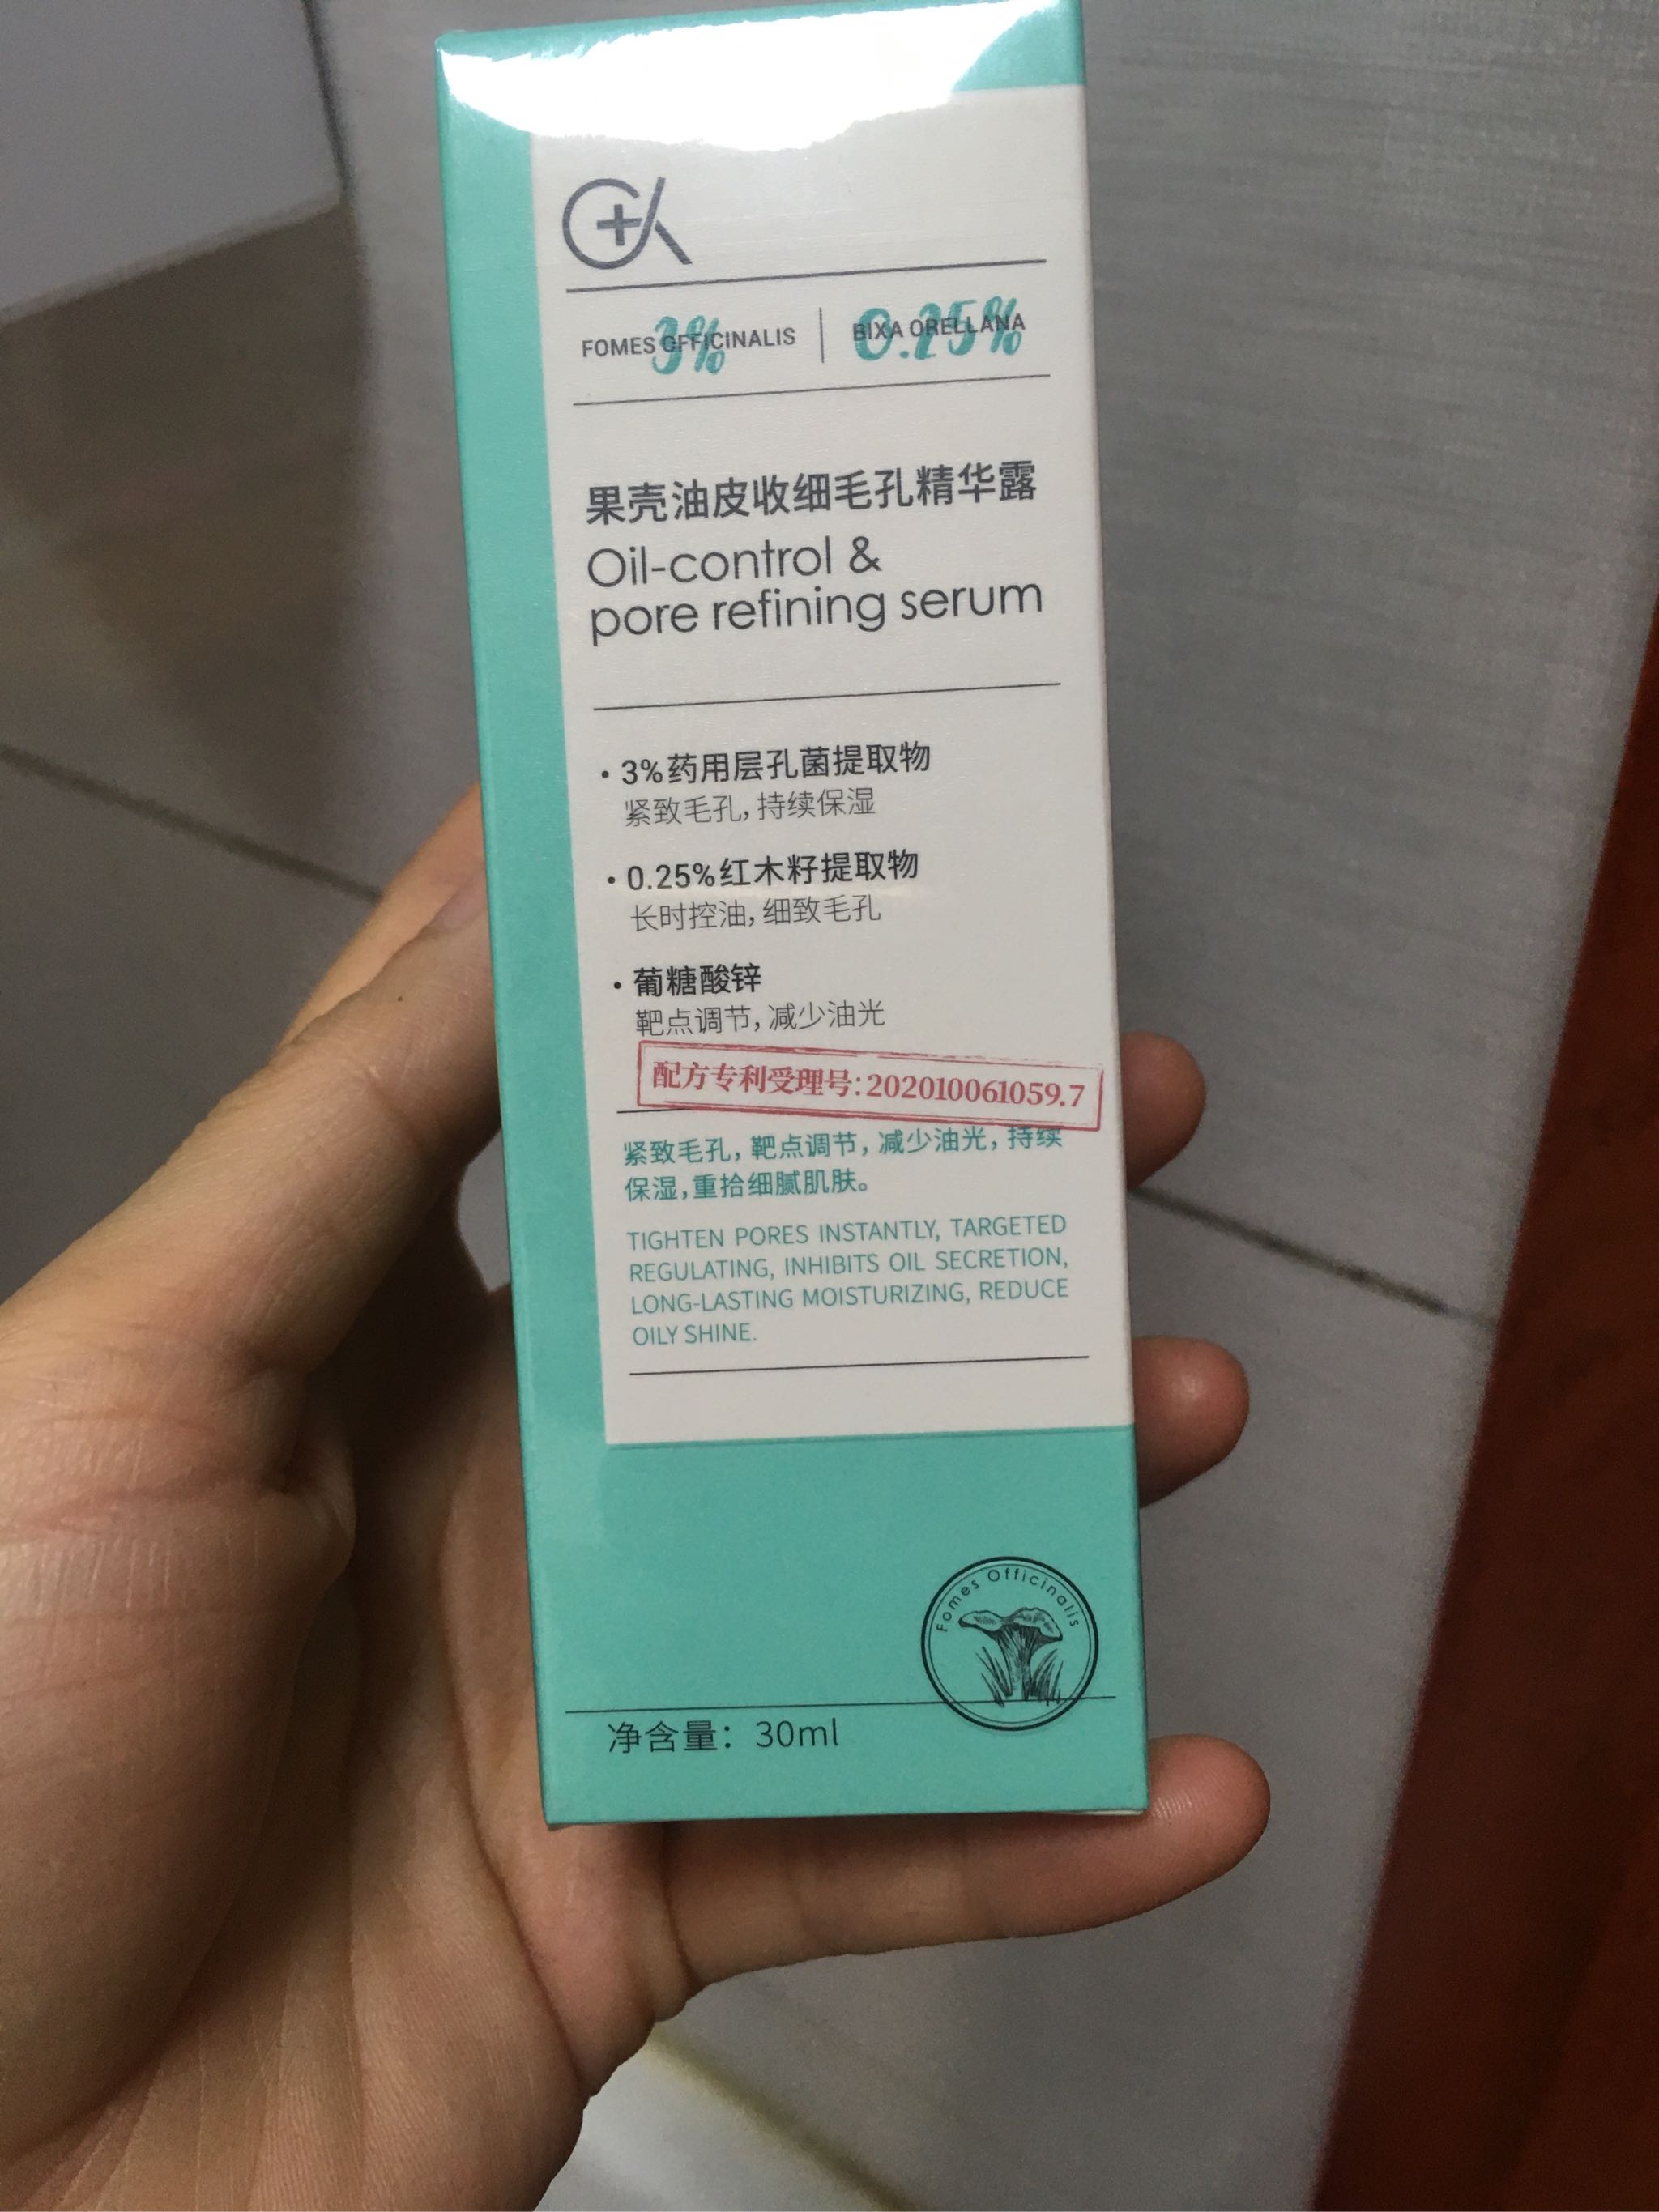 3%
FOMES OFFICINALIS
0.25%
BIXA ORELLANA
果壳油皮收细毛孔精华露
Oil-control &
pore refining serum
·3%药用层孔菌提取物
紧致毛孔,持续保湿
·0.25%红木籽提取物
长时控油,细致毛孔
·葡糖酸锌
靶点调节,减少油光
配方专利受理号:202010061059.7
紧致毛孔,靶点调节,减少油光,持续
保湿,重拾细腻肌肤。
TIGHTEN PORES INSTANTLY, TARGETED
REGULATING, INHIBITS OIL SECRETION,
LONG-LASTING MOISTURIZING, REDUCE
OILY SHINE.
Fomes Officinalis
净含量：30ml